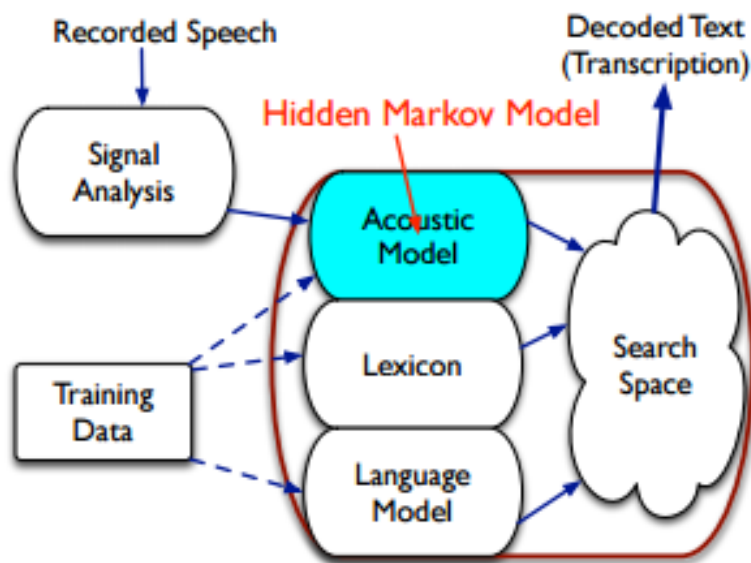 Recorded Speech
Decoded Text
(Transcription)
Hidden Markov Model
Signal
Analysis
Acoustic
Model
Lexicon
Search
Space
Training
Data
Language
Model